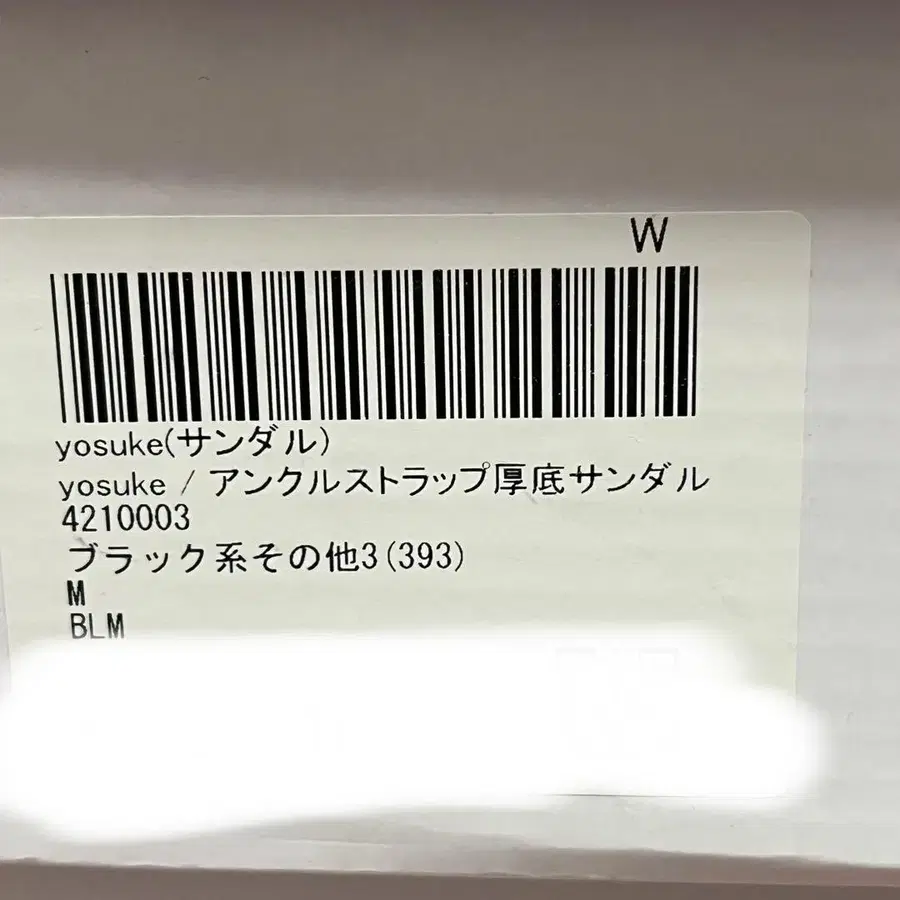 W
yosuke(サンダル)
yosuke / アンクルストラップ厚底サンダル
4210003
ブラック系その他3(393)
M
BLM